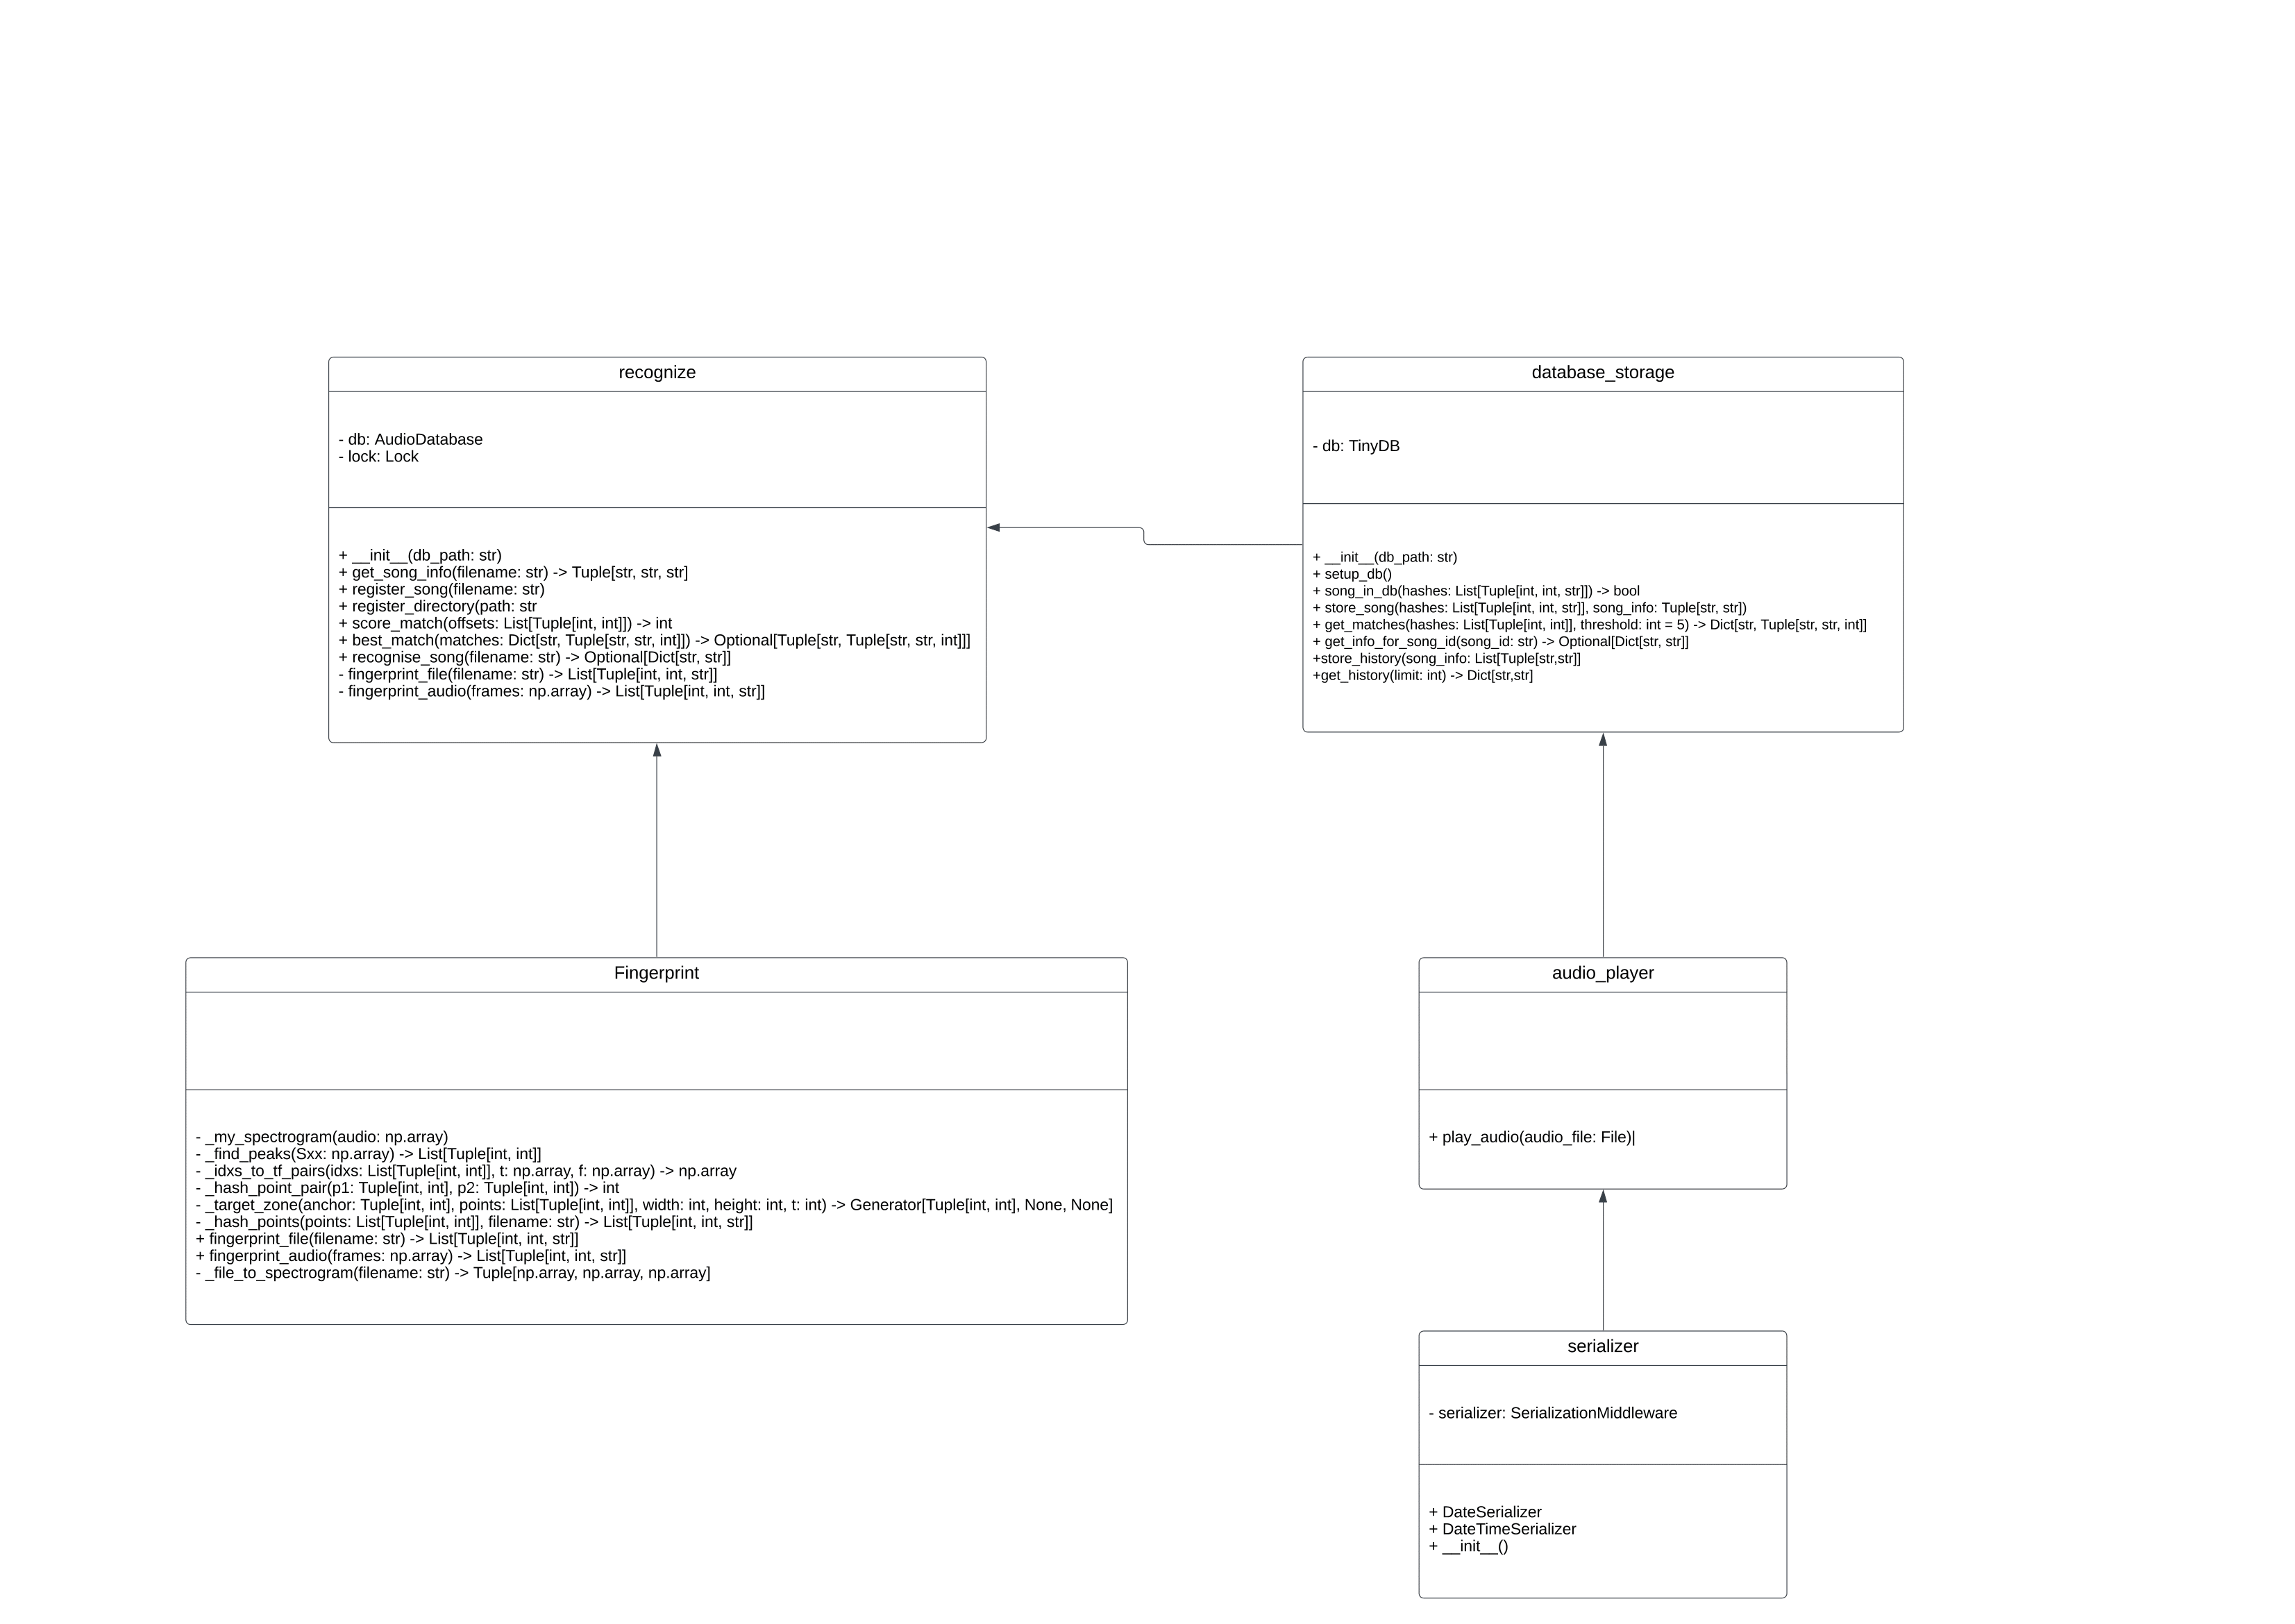 recognize
- db: AudioDatabase
- lock: Lock
+ __init__(db_path: str)
+ get_song_info(filename: str) -> Tuple[str, str, str]
+ register_song(filename: str)
+ register_directory(path: str
+ score_match(offsets: List[Tuple[int, int]]) -> int
+ best_match(matches: Dict[str, Tuple[str, str, int]]) -> Optional[Tuple[str, Tuple[str, str, int]]]
+ recognise_song(filename: str) -> Optional[Dict[str, str]]
- fingerprint_file(filename: str) -> List[Tuple[int, int, str]]
- fingerprint_audio(frames: np.array) -> List[Tuple[int, int, str]]
database_storage
- db: TinyDB
+ __init__(db_path: str)
+ setup_db()
+ song_in_db(hashes: List[Tuple[int, int, str]]) -> bool
+ store_song(hashes: List[Tuple[int, int, str]], song_info: Tuple[str, str])
+ get_matches(hashes: List[Tuple[int, int]], threshold: int = 5) -> Dict[str, Tuple[str, str, int]]
+ get_info_for_song_id(song_id: str) -> Optional[Dict[str, str]]
+store_history(song_info: List[Tuple[str,str]]
+get_history(limit: int) -> Dict[str,str]
Fingerprint
- _my_spectrogram(audio: np.array)
- _find_peaks(Sxx: np.array) -> List[Tuple[int, int]]
- _idxs_to_tf_pairs(idxs: List[Tuple[int, int]], t: np.array, f: np.array) -> np.array
- _hash_point_pair(p1: Tuple[int, int], p2: Tuple[int, int]) -> int
- _target_zone(anchor: Tuple[int, int], points: List[Tuple[int, int]], width: int, height: int, t: int) -> Generator[Tuple[int, int], None, None]
- _hash_points(points: List[Tuple[int, int]], filename: str) -> List[Tuple[int, int, str]]
+ fingerprint_file(filename: str) -> List[Tuple[int, int, str]]
+ fingerprint_audio(frames: np.array) -> List[Tuple[int, int, str]]
- _file_to_spectrogram(filename: str) -> Tuple[np.array, np.array, np.array]
audio_player
+ play_audio(audio_file: File)|
serializer
- serializer: SerializationMiddleware
+ DateSerializer
+ DateTimeSerializer
+ __init__()